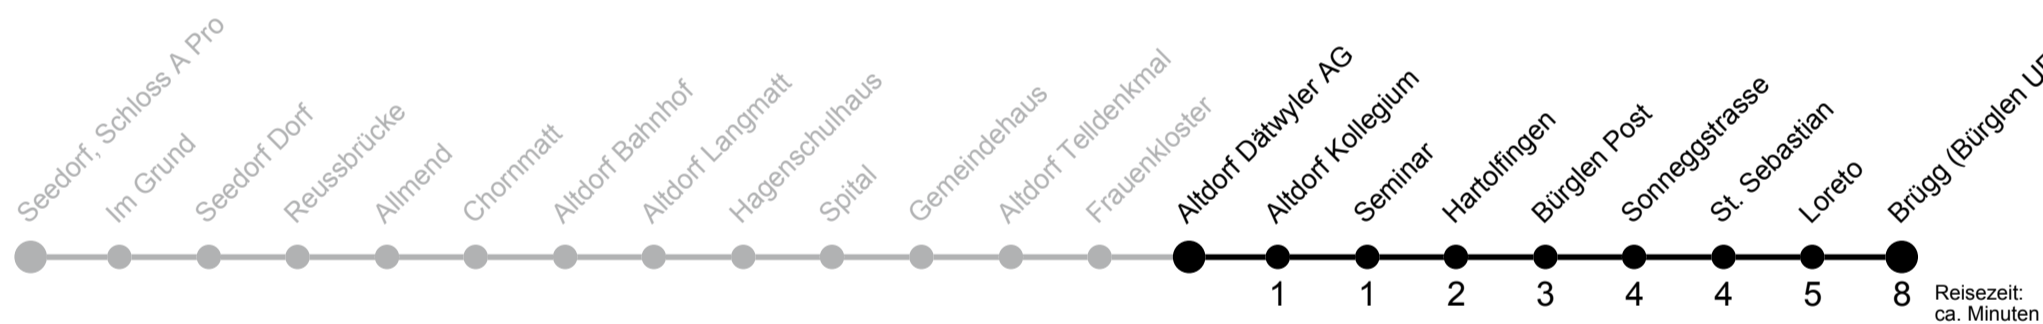 Seedorf, Schloss A Pro
Im Grund
Seedorf Dorf
Reussbrücke
Allmend
Chornmatt
Altdorf Bahnhof
Altdorf Langmatt
Hagenschulhaus
Spital
Gemeindehaus
Altdorf Telldenkmal
Frauenkloster
Altdorf Dätwyler AG
Altdorf Kollegium
Seminar
Hartolfingen
Bürglen Post
Sonneggstrasse
St. Sebastian
Loreto
Brügg (Bürglen
1 1 2 3 4 4 5 8
Reisezeit:
ca. Minuten